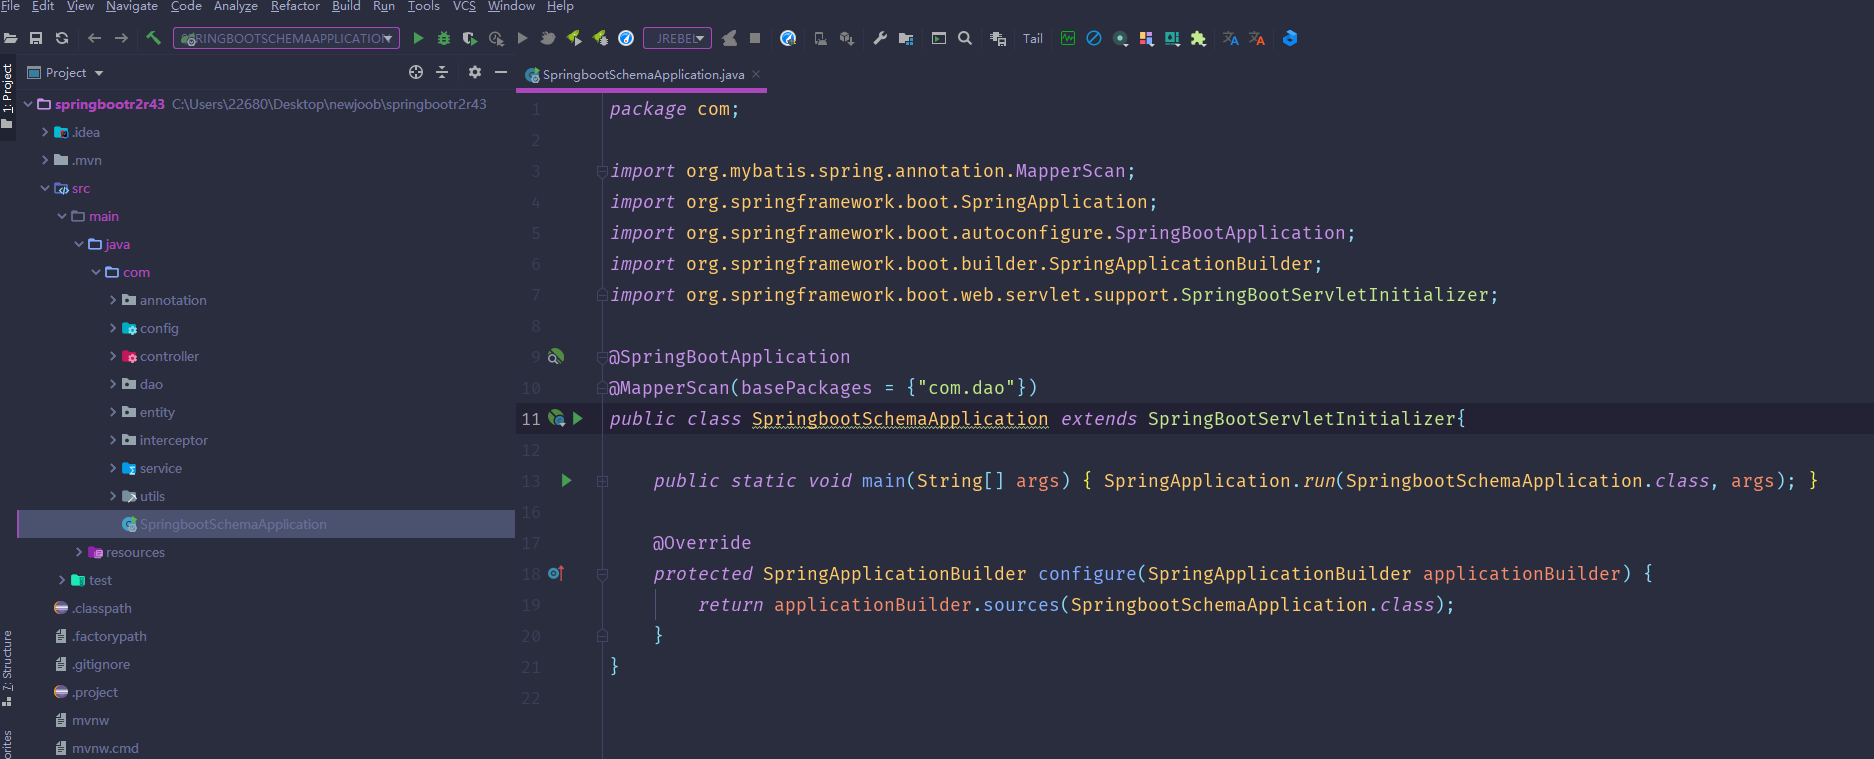 File Edit View Navigate Code Analyze Refactor Build Run Tools VCS Window Help
SPRINGBOOTSCHEMAAPPLICATION JREBEL Tail
Project SpringbootSchemaApplication.java
1: Project
springbootr2r43 C:\Users\22680\Desktop\newjoob\springbootr2r43
.idea
.mvn
src
main
java
com
annotation
config
controller
dao
entity
interceptor
service
utils
SpringbootSchemaApplication
resources
test
.classpath
.factorypath
.gitignore
.project
mvnw
mvnw.cmd
7: Structure
orites
1 package com;
2
3 import org.mybatis.spring.annotation.MapperScan;
4 import org.springframework.boot.SpringApplication;
5 import org.springframework.boot.autoconfigure.SpringBootApplication;
6 import org.springframework.boot.builder.SpringApplicationBuilder;
7 import org.springframework.boot.web.servlet.support.SpringBootServletInitializer;
8
9 @SpringBootApplication
10 @MapperScan(basePackages = {"com.dao"})
11 public class SpringbootSchemaApplication extends SpringBootServletInitializer{
12
13 public static void main(String[] args) { SpringApplication.run(SpringbootSchemaApplication.class, args); }
16
17 @Override
18 protected SpringApplicationBuilder configure(SpringApplicationBuilder applicationBuilder) {
19 return applicationBuilder.sources(SpringbootSchemaApplication.class);
20 }
21 }
22